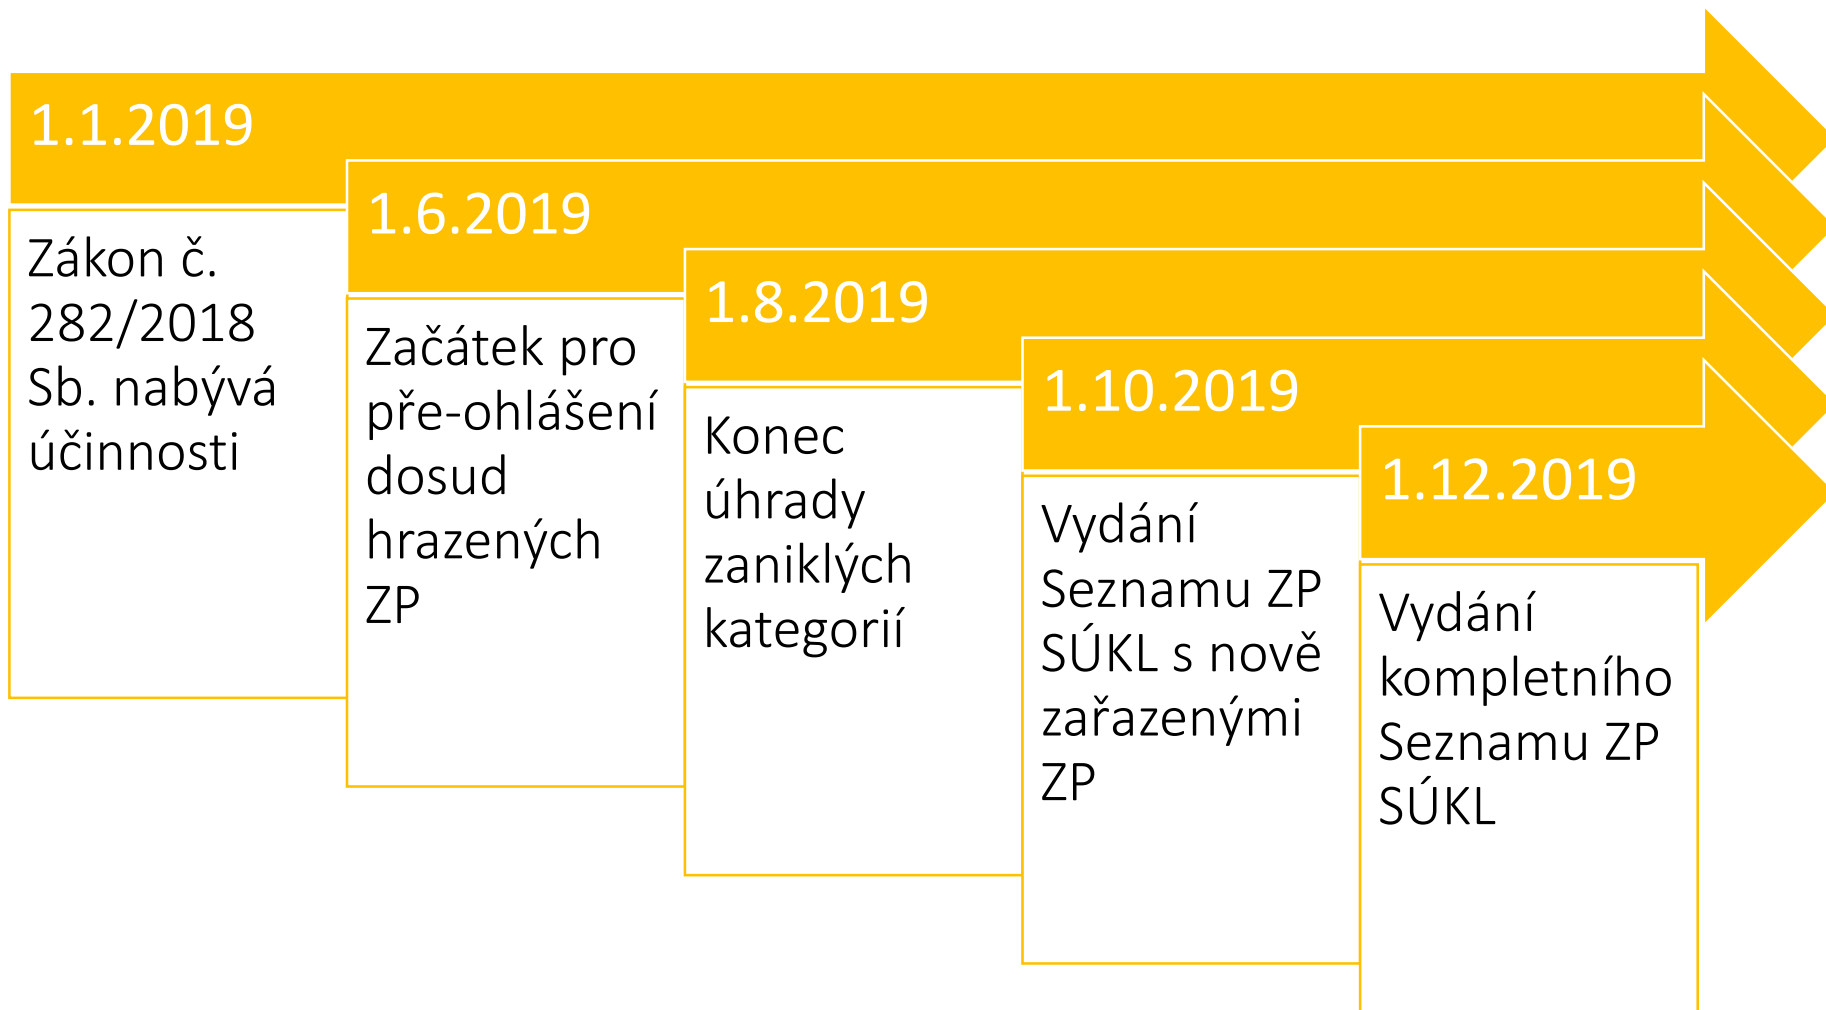 1.1.2019
Zákon č.
282/2018
Sb. nabývá
účinnosti
1.6.2019
Začátek pro
pře-ohlášení
dosud
hrazených
ZP
1.8.2019
Konec
úhrady
zaniklých
kategorií
1.10.2019
Vydání
Seznamu ZP
SÚKL s nově
zařazenými
ZP
1.12.2019
Vydání
kompletního
Seznamu ZP
SÚKL